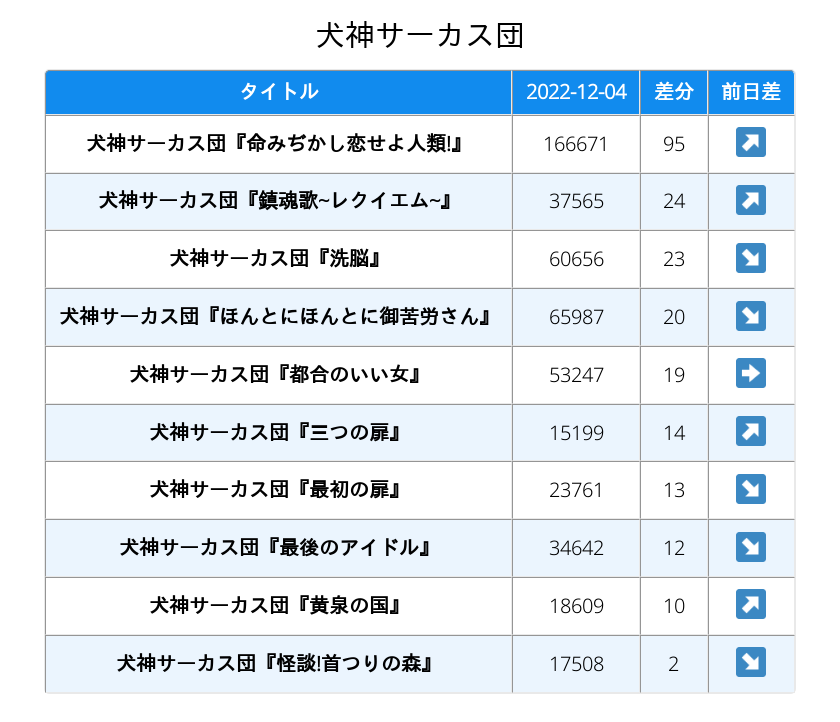 犬神サーカス団
タイトル 2022-12-04 差分 前日差
犬神サーカス団『命みぢかし恋せよ人類!』 166671 95 ↗
犬神サーカス団『鎮魂歌~レクイエム~』 37565 24 ↗
犬神サーカス団『洗脳』 60656 23 ↘
犬神サーカス団『ほんとにほんとに御苦労さん』 65987 20 ↘
犬神サーカス団『都合のいい女』 53247 19 ➡
犬神サーカス団『三つの扉』 15199 14 ↗
犬神サーカス団『最初の扉』 23761 13 ↘
犬神サーカス団『最後のアイドル』 34642 12 ↘
犬神サーカス団『黄泉の国』 18609 10 ↗
犬神サーカス団『怪談!首つりの森』 17508 2 ↘